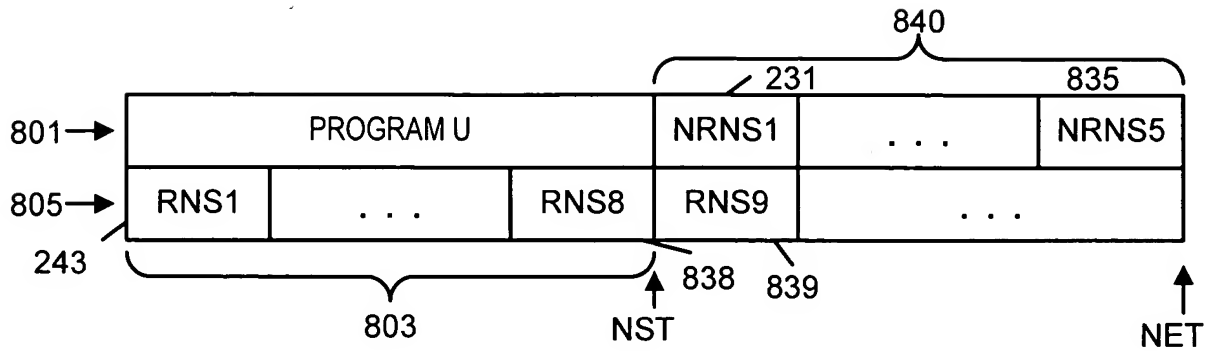 840
231 835
801 PROGRAM U NRNS1 . . . NRNS5
805 RNS1 . . . RNS8 RNS9 . . .
243 838 839
803 NST NET